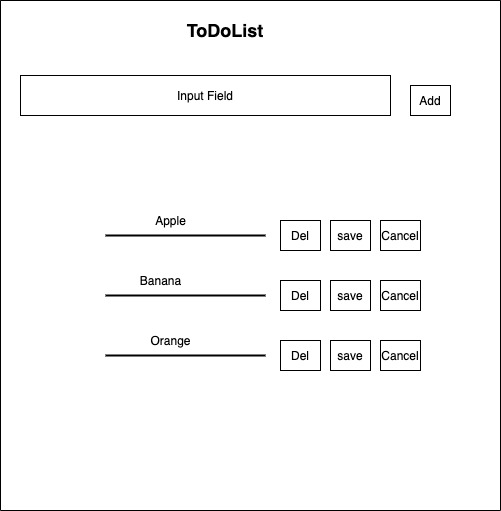 ToDoList
Input Field
Add
Apple
Del
save
Cancel
Banana
Del
save
Cancel
Orange
Del
save
Cancel